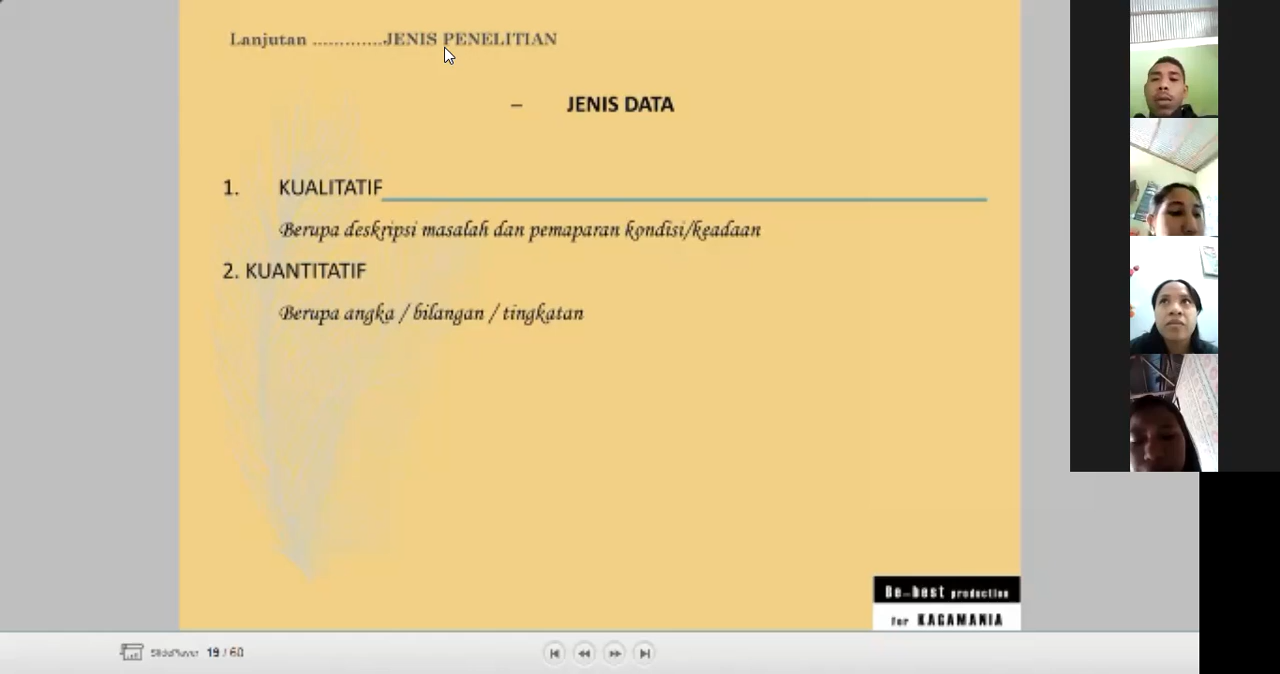 Lanjutan .............JENIS PENELITIAN
– JENIS DATA
1. KUALITATIF
Berupa deskripsi masalah dan pemaparan kondisi/keadaan
2. KUANTITATIF
Berupa angka / bilangan / tingkatan
Be-best production
for KAGAMANIA
SlidePlayer 19 / 60